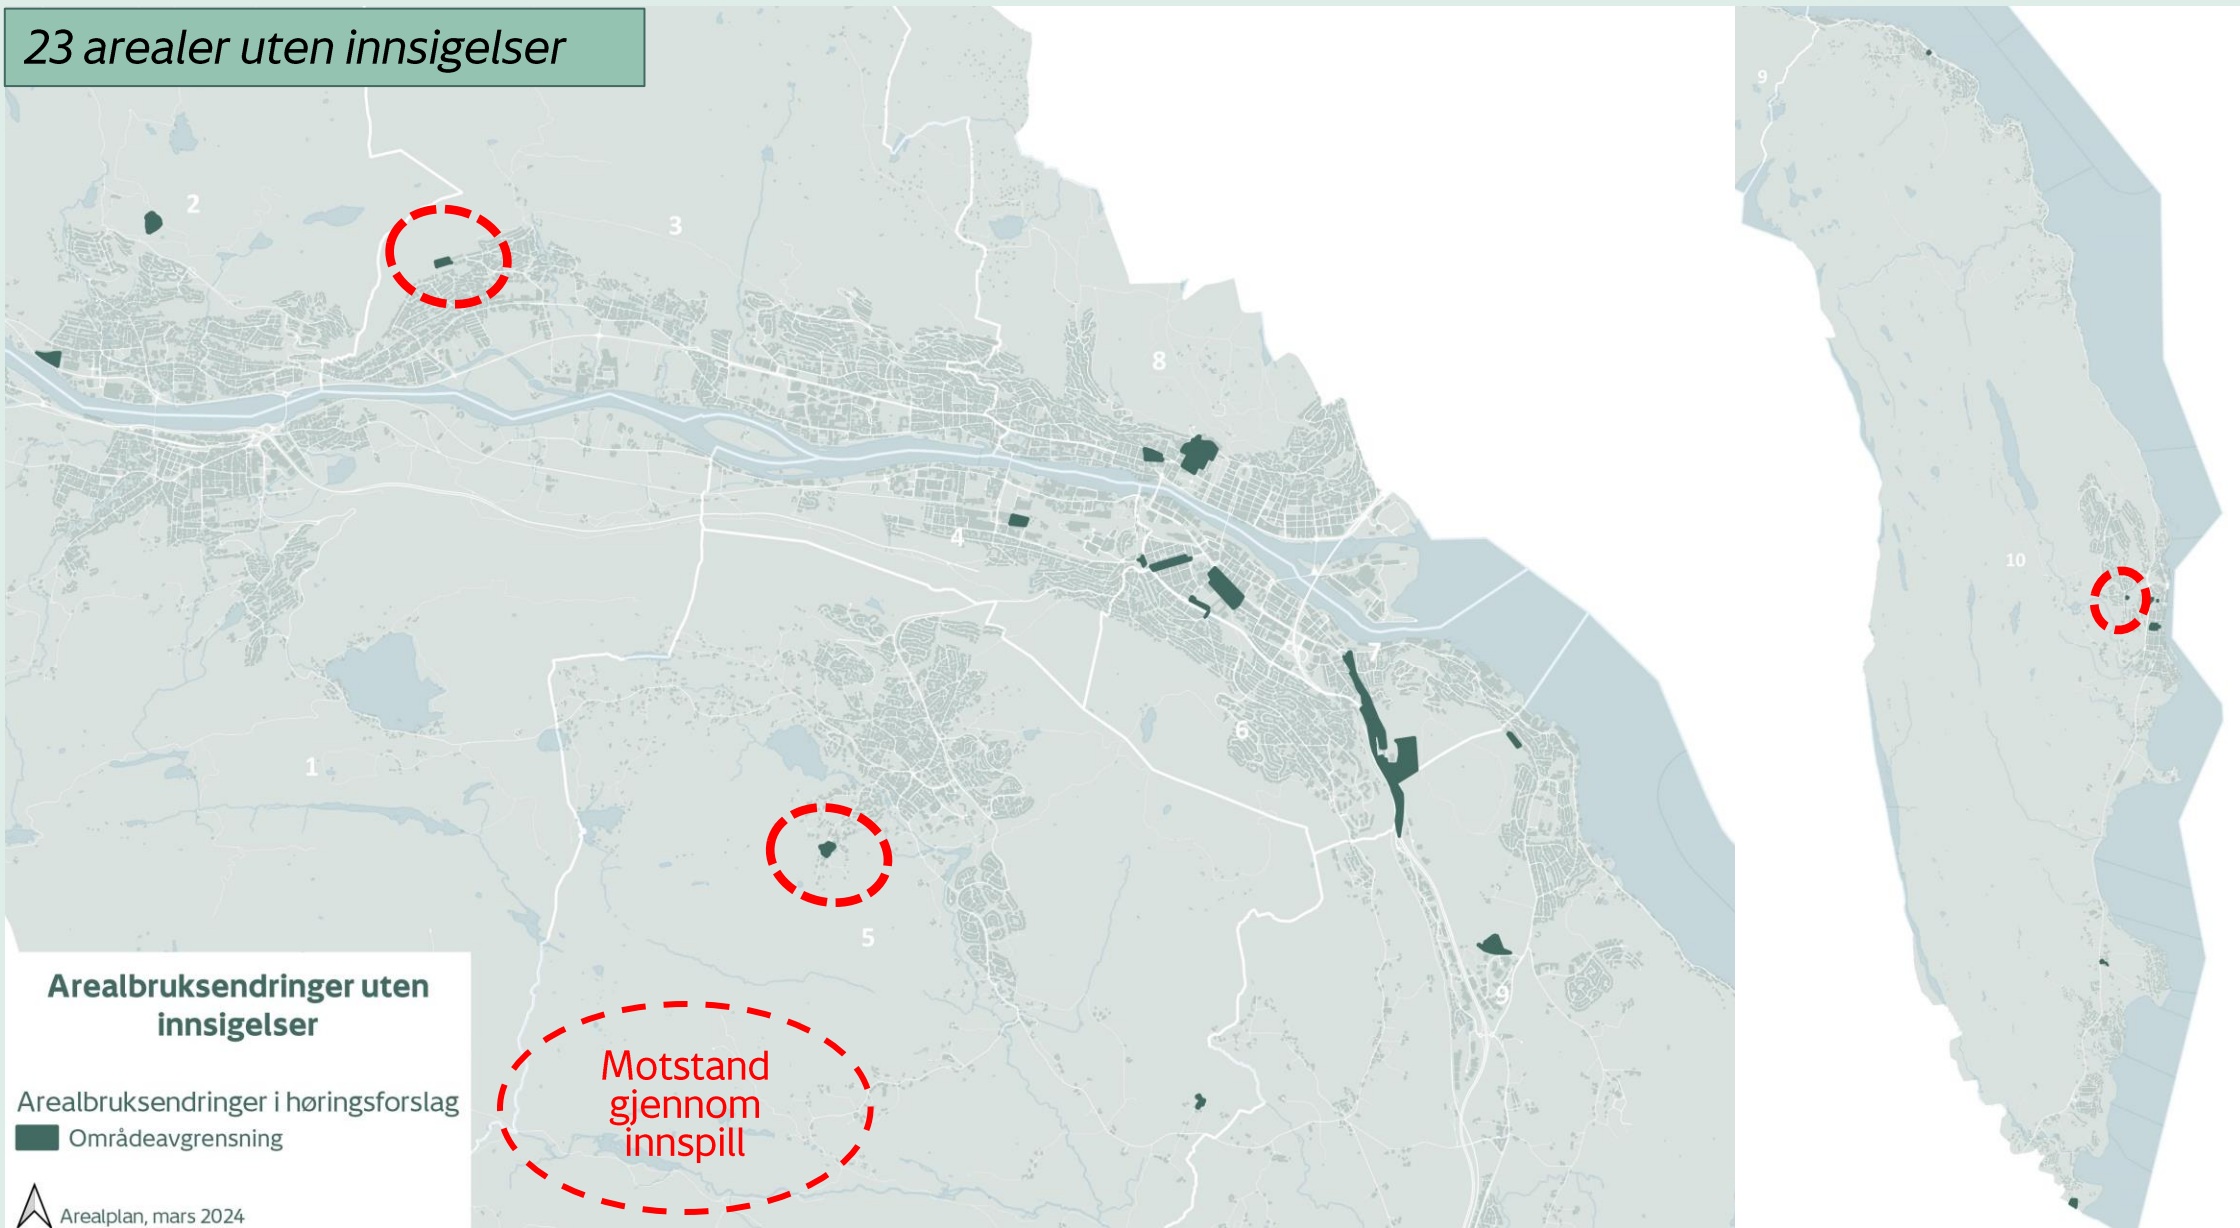 23 arealer uten innsigelser
2
3
8
9
4
10
7
6
1
5
9
Motstand
gjennom
innspill
Arealbruksendringer uten
innsigelser
Arealbruksendringer i høringsforslag
Områdeavgrensning
Arealplan, mars 2024